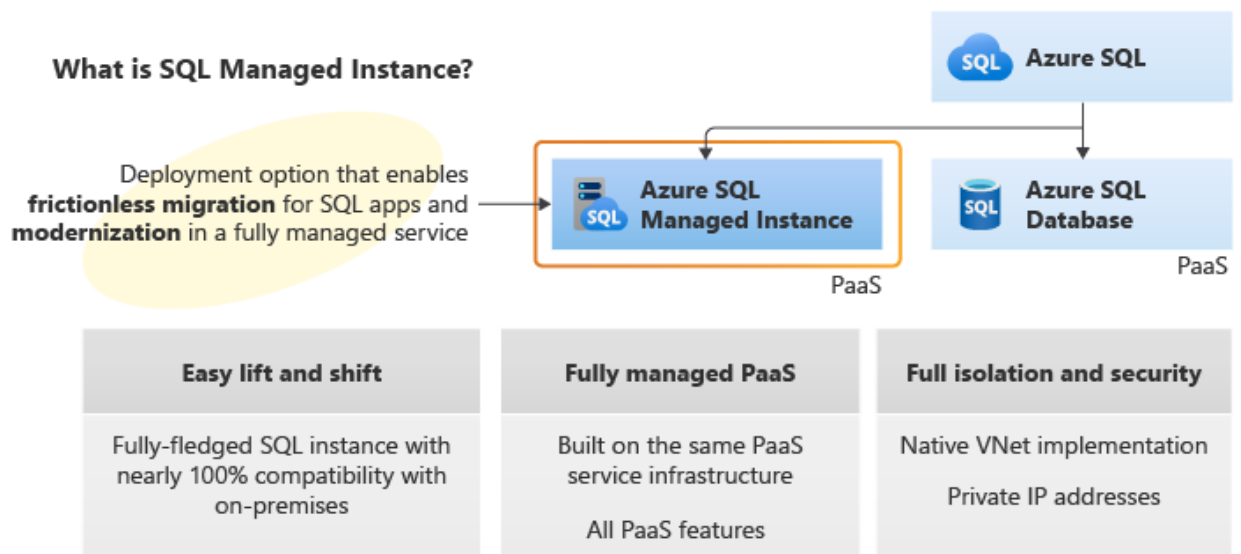 What is SQL Managed Instance?
SQL
Azure SQL
Deployment option that enables
frictionless migration for SQL apps and
modernization in a fully managed service
SQL
Azure SQL
Managed Instance
PaaS
SQL
Azure SQL
Database
PaaS
Easy lift and shift
Fully-fledged SQL instance with
nearly 100% compatibility with
on-premises
Fully managed PaaS
Built on the same PaaS
service infrastructure
All PaaS features
Full isolation and security
Native VNet implementation
Private IP addresses